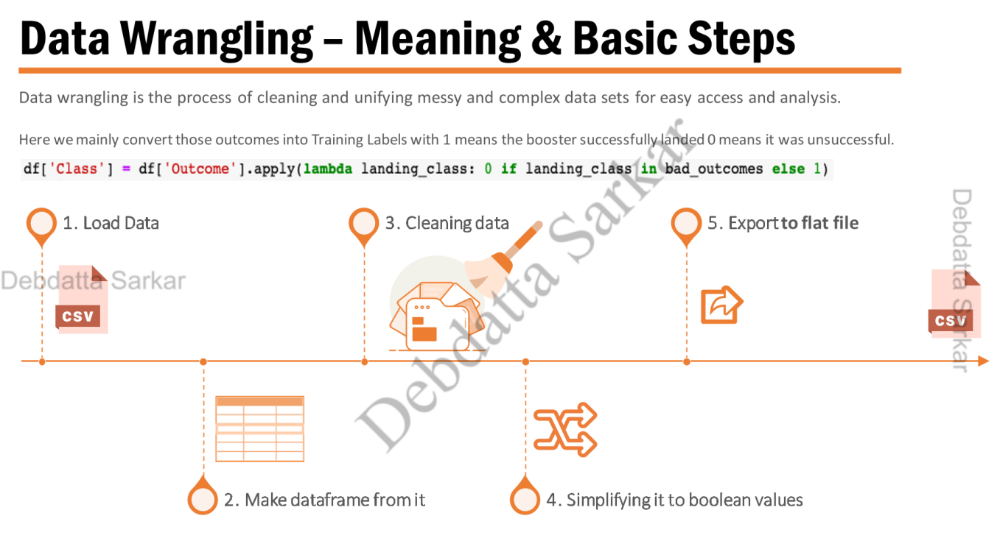 Data Wrangling – Meaning & Basic Steps
Data wrangling is the process of cleaning and unifying messy and complex data sets for easy access and analysis.
Here we mainly convert those outcomes into Training Labels with 1 means the booster successfully landed 0 means it was unsuccessful.
df['Class'] = df['Outcome'].apply(lambda landing_class: 0 if landing_class in bad_outcomes else 1)
1. Load Data
3. Cleaning data
5. Export to flat file
Debdatta Sarkar
CSV
Debdatta Sarkar
Debdatta Sarkar
CSV
2. Make dataframe from it
4. Simplifying it to boolean values